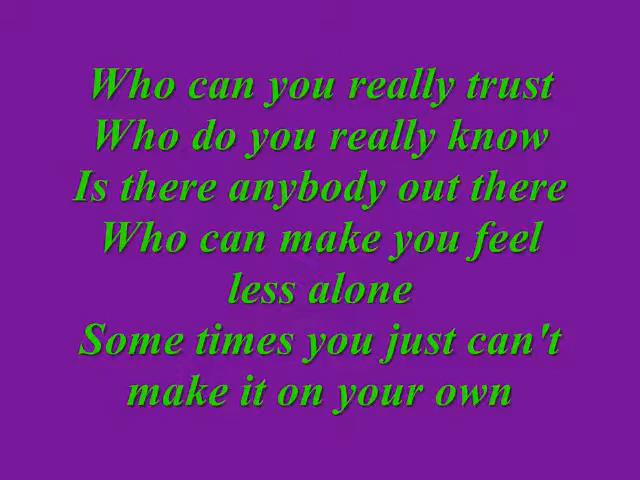 Who can you really trust
Who do you really know
Is there anybody out there
Who can make you feel
less alone
Some times you just can't
make it on your own